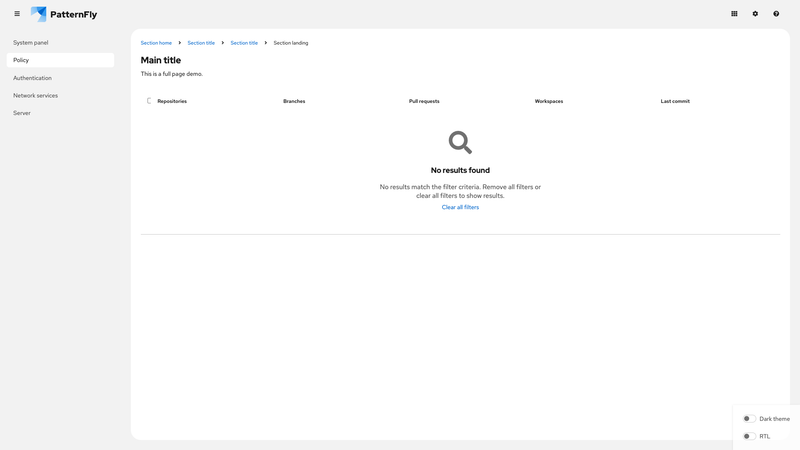 PatternFly
System panel
Policy
Authentication
Network services
Server
Section home
Section title
Section title
Section landing
Main title
This is a full page demo.
Repositories
Branches
Pull requests
Workspaces
Last commit
No results found
No results match the filter criteria. Remove all filters or
clear all filters to show results.
Clear all filters
Dark theme
RTL